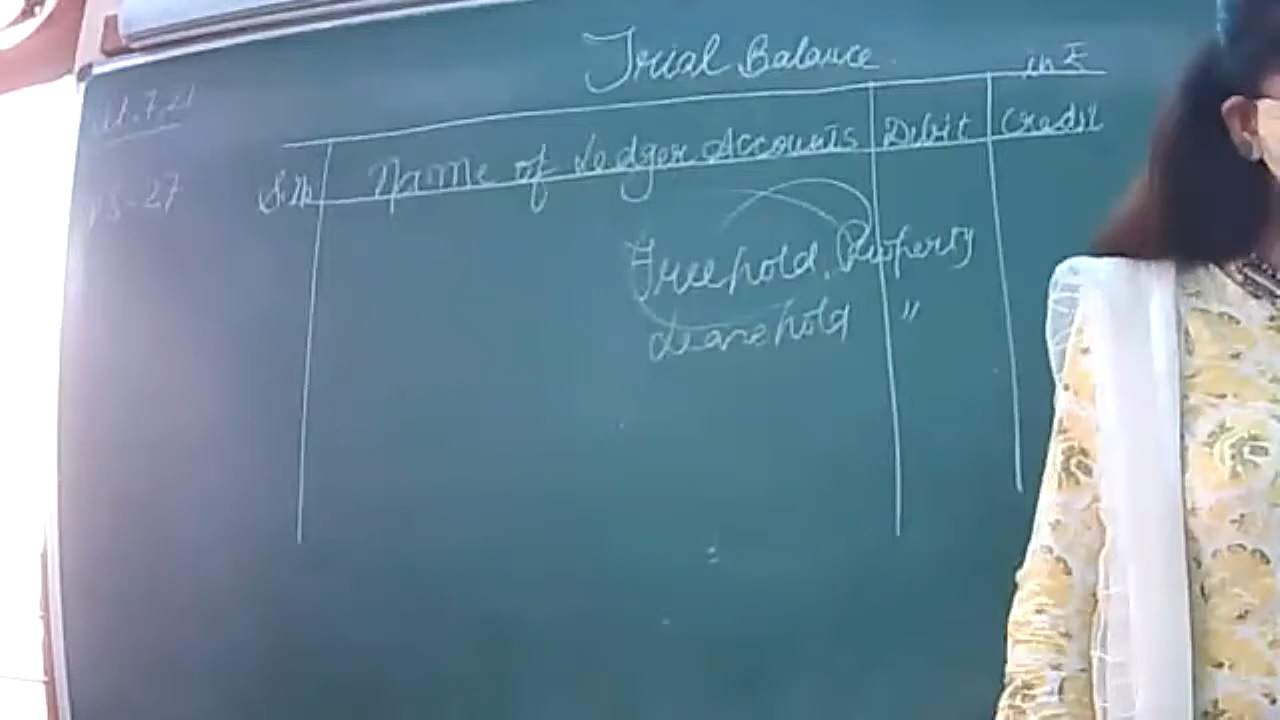 Trial Balance
in ₹
S.No Name of Ledger Accounts Debit Credit
Freehold Property
Leasehold "